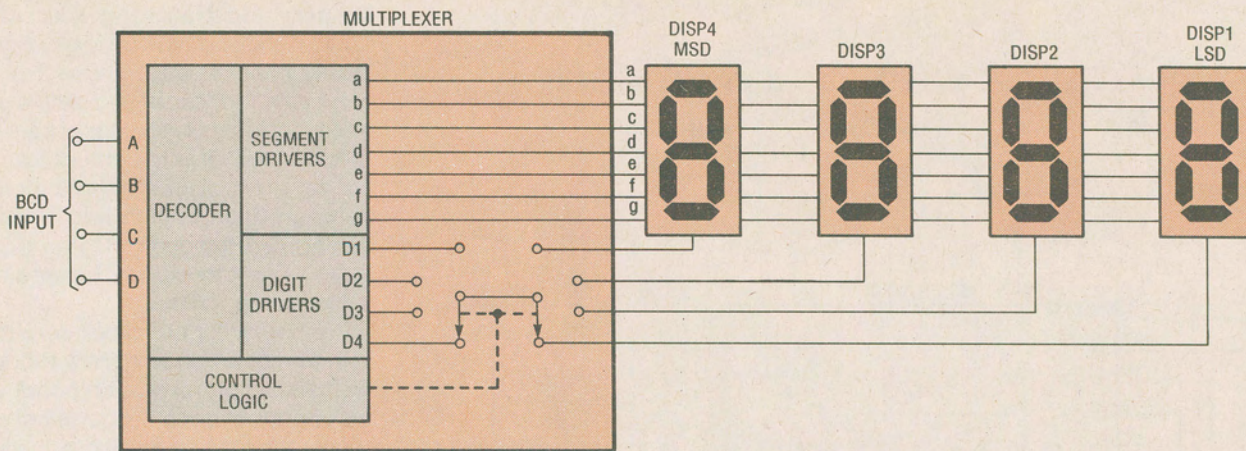 MULTIPLEXER
DISP4
MSD
DISP3
DISP2
DISP1
LSD
BCD
INPUT
A
B
C
D
DECODER
SEGMENT
DRIVERS
a
b
c
d
e
f
g
DIGIT
DRIVERS
D1
D2
D3
D4
CONTROL
LOGIC
a
b
c
d
e
f
g